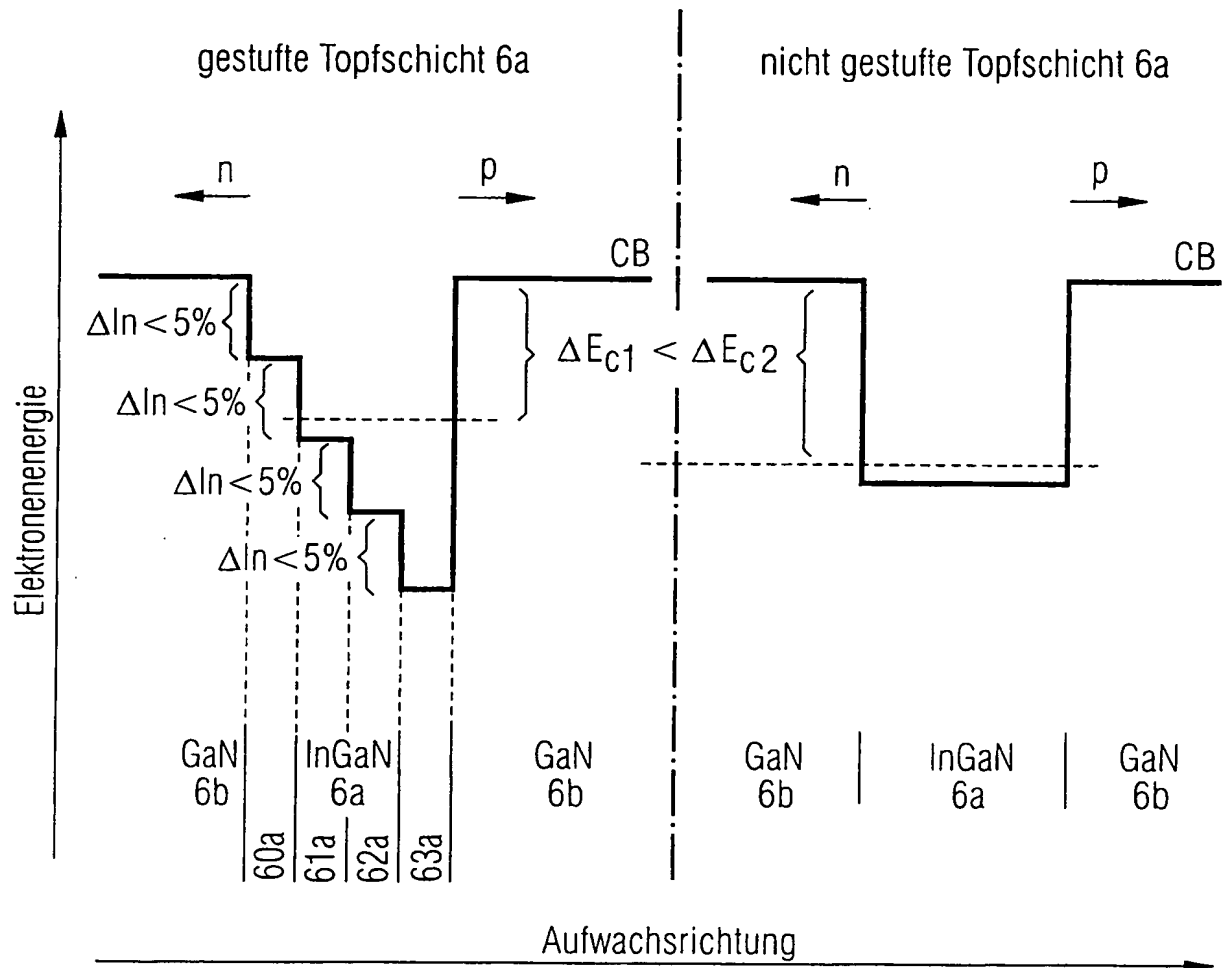 gestufte Topfschicht 6a
nicht gestufte Topfschicht 6a
n
p
n
p
CB
CB
ΔIn<5%
ΔIn<5%
ΔIn<5%
ΔIn<5%
ΔEc1 < ΔEc2
Elektronenenergie
GaN
6b
InGaN
6a
GaN
6b
GaN
6b
InGaN
6a
GaN
6b
60a
61a
62a
63a
Aufwachsrichtung